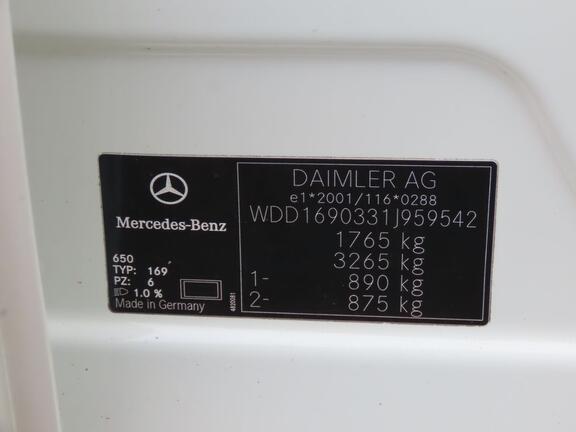 Mercedes-Benz
650
TYP: 169
PZ: 6
1.0 %
Made in Germany
DAIMLER AG
e1*2001/116*0288
WDD1690331J959542
1765 kg
3265 kg
1- 890 kg
2- 875 kg